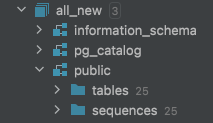 all_new 3
information_schema
pg_catalog
public
tables 25
sequences 25